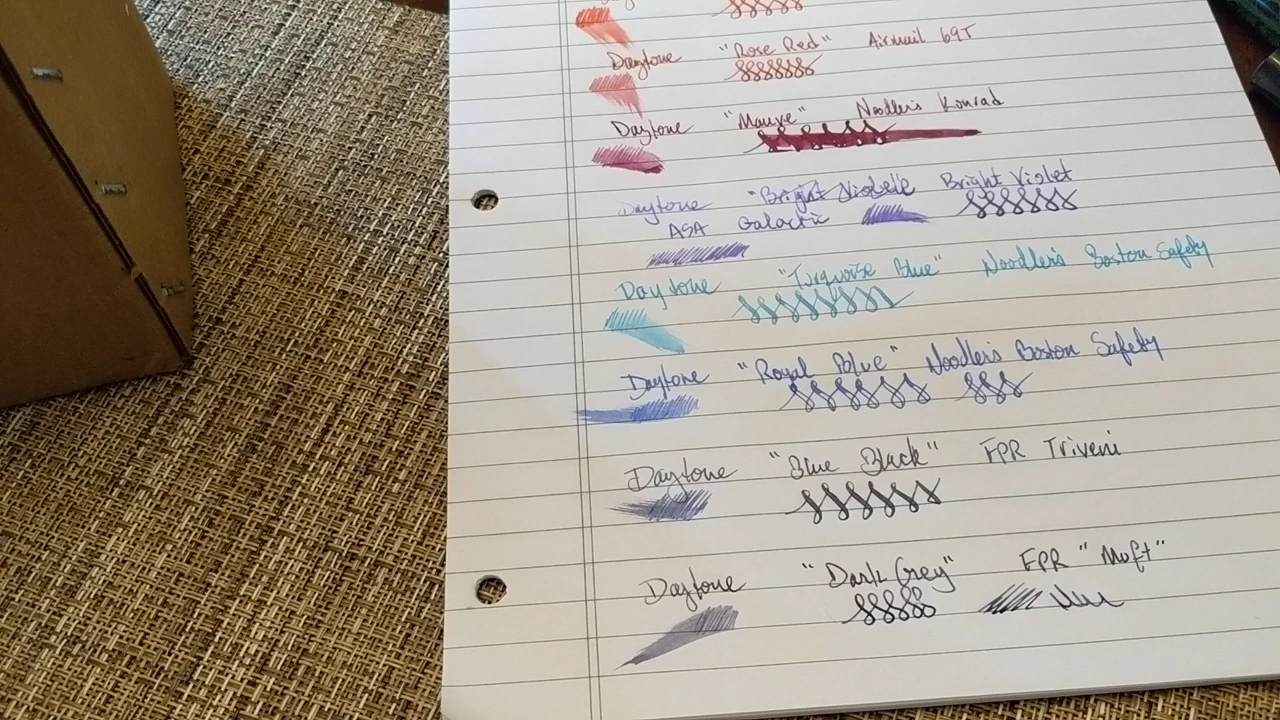 Daytone "Rose Red" Airmail 69T
Daytone "Mauve" Noodler's Konrad
Daytone "Bright Violet Bright Violet
ASA Galactic
Daytone "Turquoise Blue" Noodler's Boston Safety
Daytone "Royal Blue" Noodler's Boston Safety
Daytone "Blue Black" FPR Triveni
Daytone "Dark Grey" FPR "Moft"